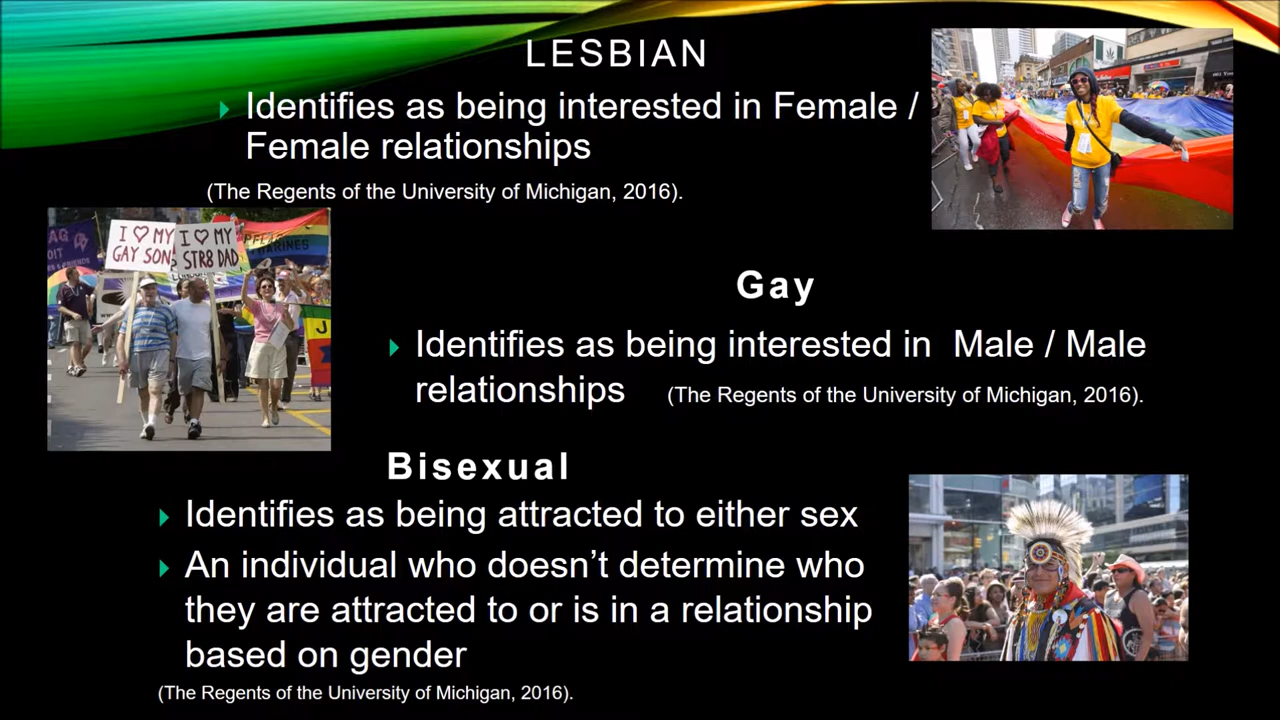 LESBIAN
Identifies as being interested in Female /
Female relationships
(The Regents of the University of Michigan, 2016).
I ♡ MY
GAY SON
I ♡ MY
STR8 DAD
Gay
Identifies as being interested in  Male / Male
relationships (The Regents of the University of Michigan, 2016).
Bisexual
Identifies as being attracted to either sex
An individual who doesn’t determine who
they are attracted to or is in a relationship
based on gender
(The Regents of the University of Michigan, 2016).